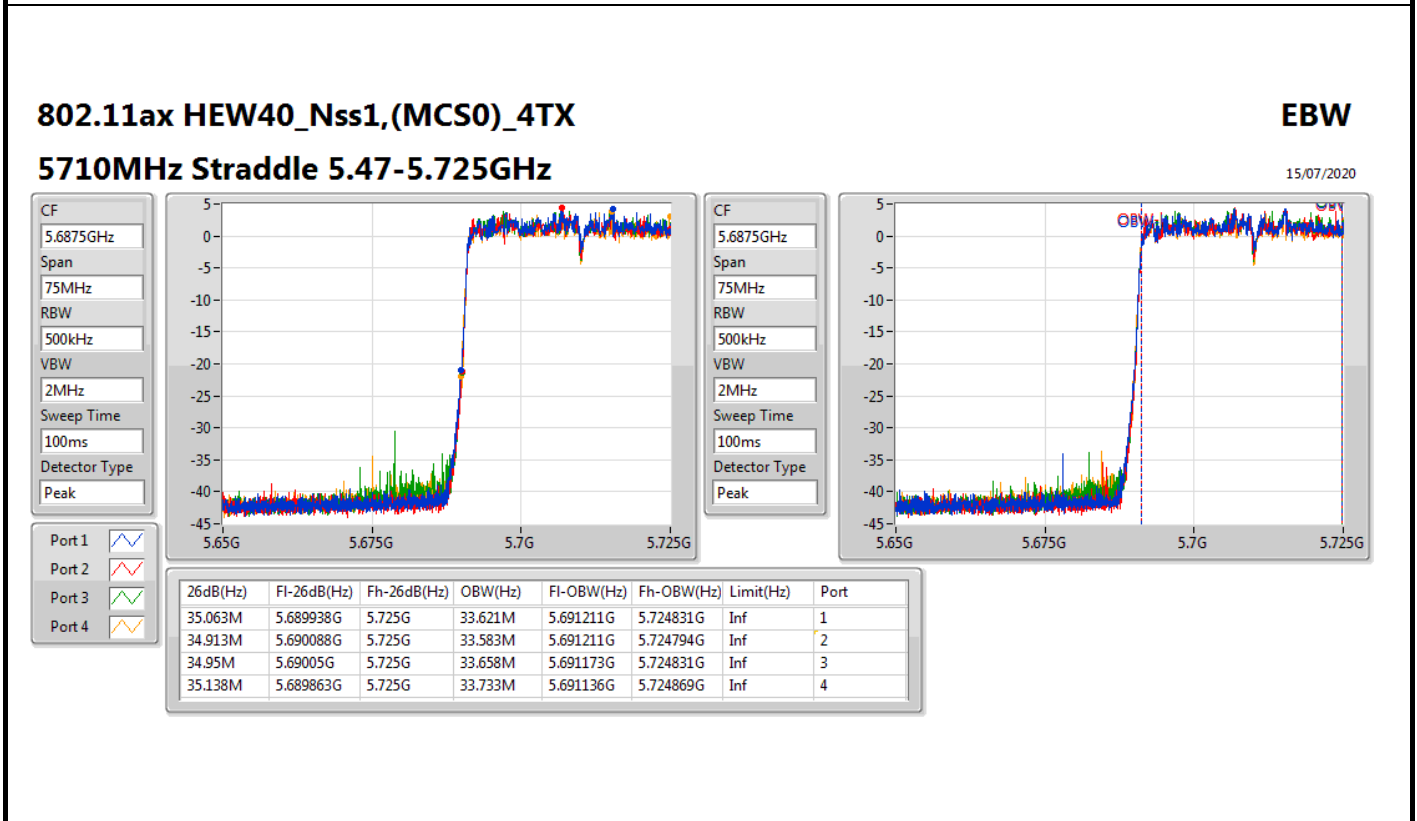 802.11ax HEW40_Nss1,(MCS0)_4TX
EBW
5710MHz Straddle 5.47-5.725GHz
15/07/2020
CF
5.6875GHz
Span
75MHz
RBW
500kHz
VBW
2MHz
Sweep Time
100ms
Detector Type
Peak
5
0
-5
-10
-15
-20
-25
-30
-35
-40
-45
5.65G 5.675G 5.7G 5.725G
CF
5.6875GHz
Span
75MHz
RBW
500kHz
VBW
2MHz
Sweep Time
100ms
Detector Type
Peak
5
0
-5
-10
-15
-20
-25
-30
-35
-40
-45
OBW
5.65G 5.675G 5.7G 5.725G
Port 1
Port 2
Port 3
Port 4
26dB(Hz) Fl-26dB(Hz) Fh-26dB(Hz) OBW(Hz) Fl-OBW(Hz) Fh-OBW(Hz) Limit(Hz) Port
35.063M 5.689938G 5.725G 33.621M 5.691211G 5.724831G Inf 1
34.913M 5.690088G 5.725G 33.583M 5.691211G 5.724794G Inf 2
34.95M 5.69005G 5.725G 33.658M 5.691173G 5.724831G Inf 3
35.138M 5.689863G 5.725G 33.733M 5.691136G 5.724869G Inf 4